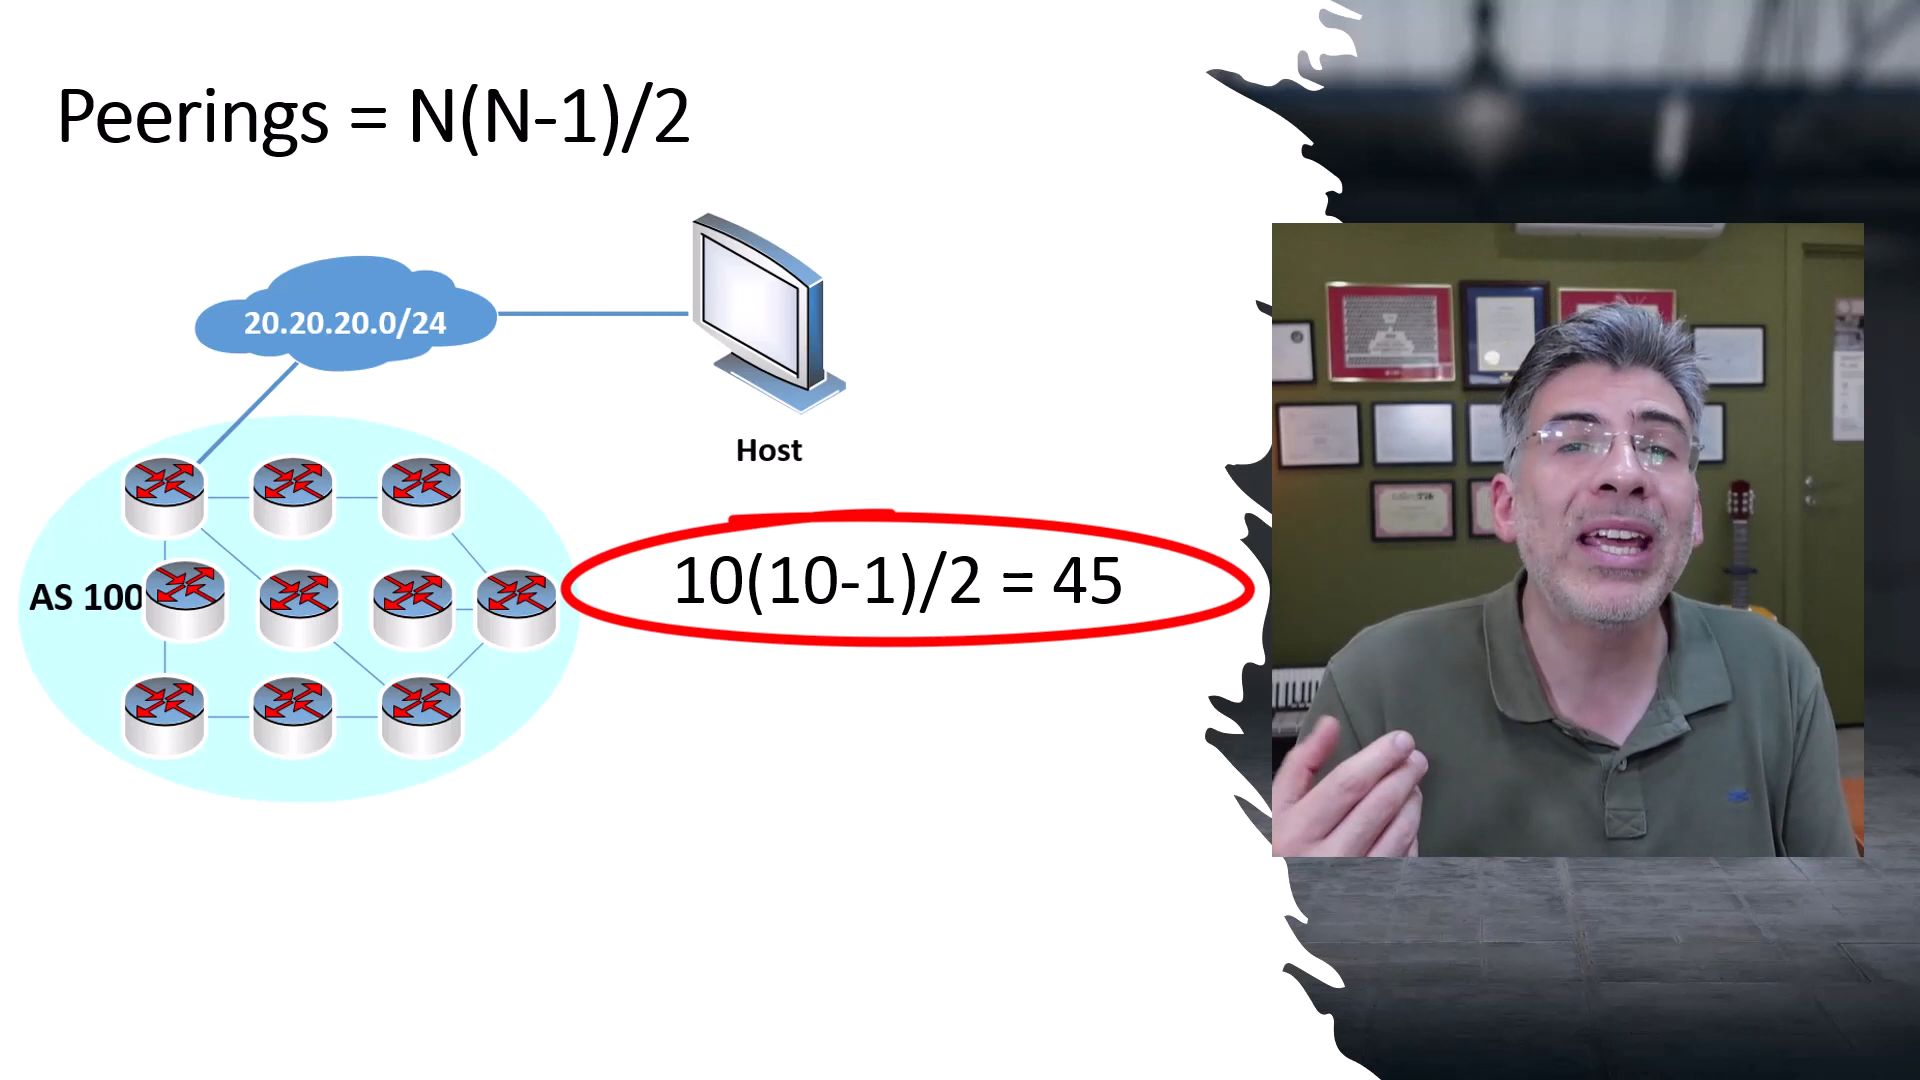 Peerings = N(N-1)/2
20.20.20.0/24
Host
10(10-1)/2 = 45
AS 100